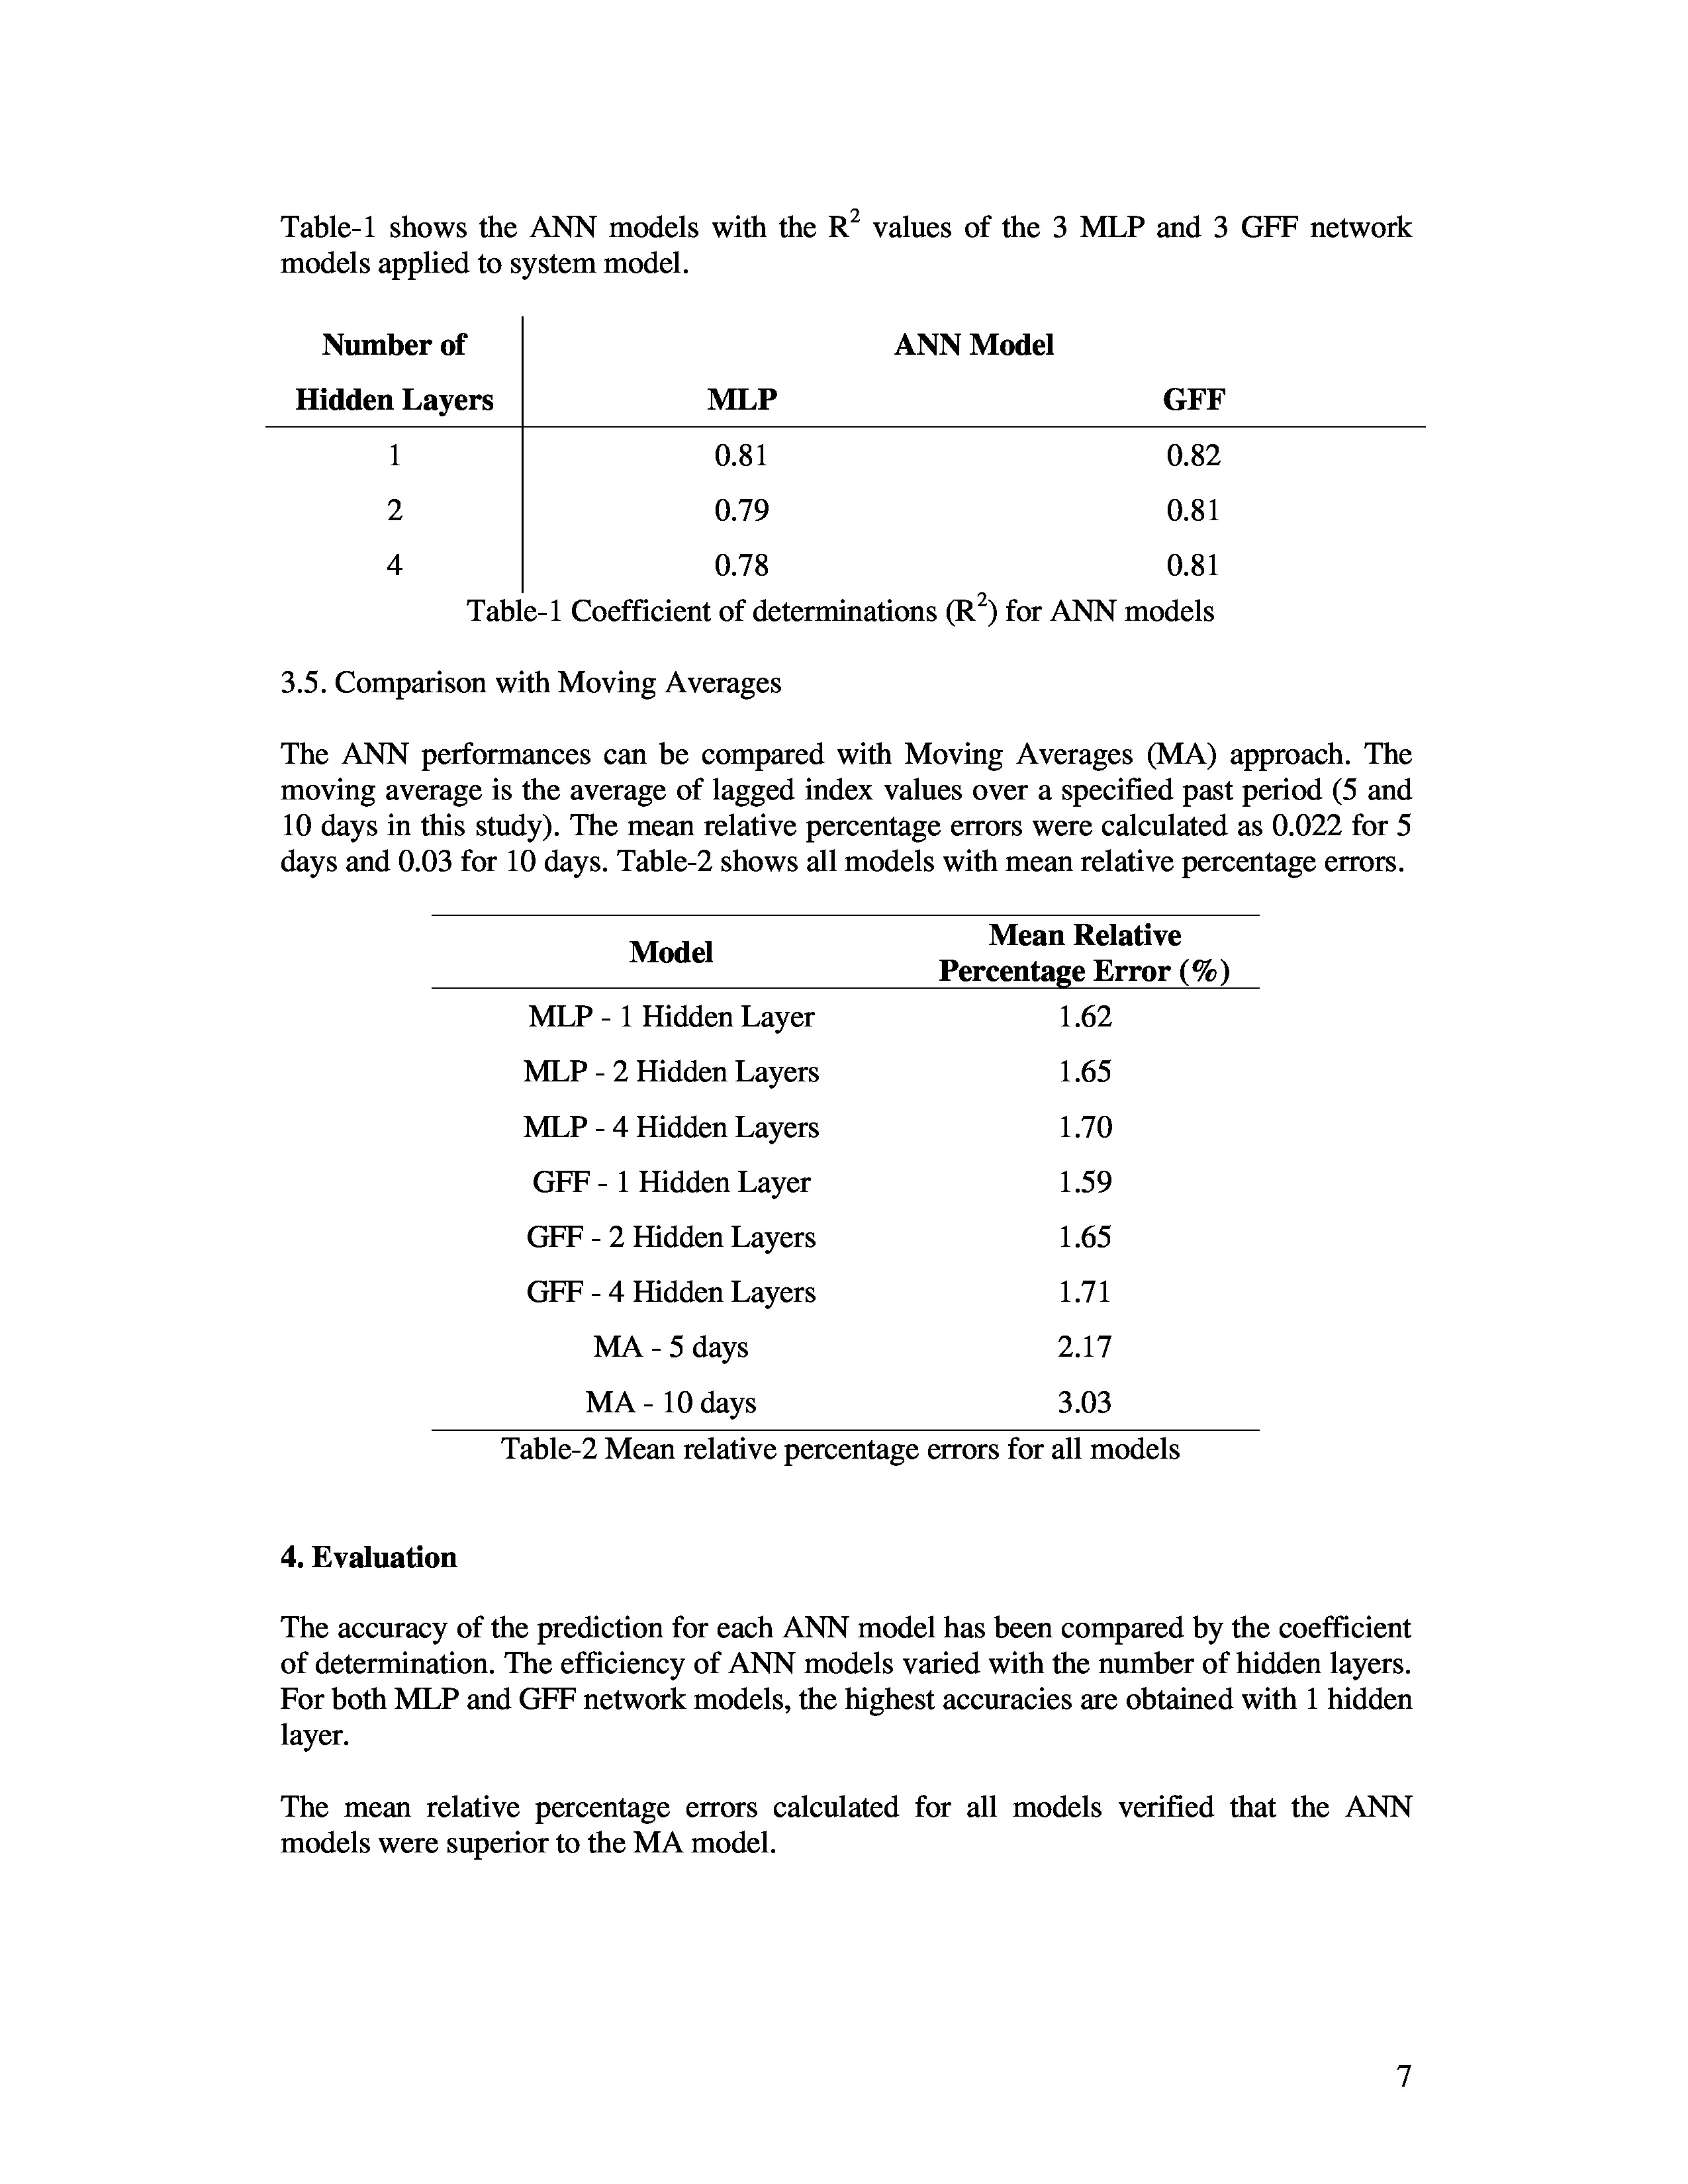 Table-1 shows the ANN models with the R² values of the 3 MLP and 3 GFF network
models applied to system model.
Number of ANN Model
Hidden Layers MLP GFF
1 0.81 0.82
2 0.79 0.81
4 0.78 0.81
Table-1 Coefficient of determinations (R²) for ANN models
3.5. Comparison with Moving Averages
The ANN performances can be compared with Moving Averages (MA) approach. The
moving average is the average of lagged index values over a specified past period (5 and
10 days in this study). The mean relative percentage errors were calculated as 0.022 for 5
days and 0.03 for 10 days. Table-2 shows all models with mean relative percentage errors.
Model Mean Relative
Percentage Error (%)
MLP - 1 Hidden Layer 1.62
MLP - 2 Hidden Layers 1.65
MLP - 4 Hidden Layers 1.70
GFF - 1 Hidden Layer 1.59
GFF - 2 Hidden Layers 1.65
GFF - 4 Hidden Layers 1.71
MA - 5 days 2.17
MA - 10 days 3.03
Table-2 Mean relative percentage errors for all models
4. Evaluation
The accuracy of the prediction for each ANN model has been compared by the coefficient
of determination. The efficiency of ANN models varied with the number of hidden layers.
For both MLP and GFF network models, the highest accuracies are obtained with 1 hidden
layer.
The mean relative percentage errors calculated for all models verified that the ANN
models were superior to the MA model.
7